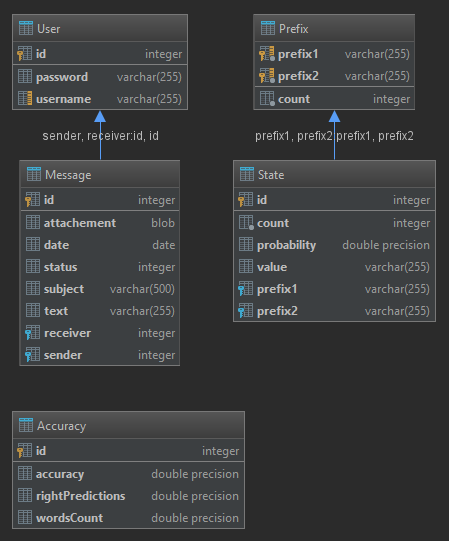 User
id integer
password varchar(255)
username varchar(255)
Prefix
prefix1 varchar(255)
prefix2 varchar(255)
count integer
sender, receiver:id, id
prefix1, prefix2:prefix1, prefix2
Message
id integer
attachement blob
date date
status integer
subject varchar(500)
text varchar(255)
receiver integer
sender integer
State
id integer
count integer
probability double precision
value varchar(255)
prefix1 varchar(255)
prefix2 varchar(255)
Accuracy
id integer
accuracy double precision
rightPredictions double precision
wordsCount double precision